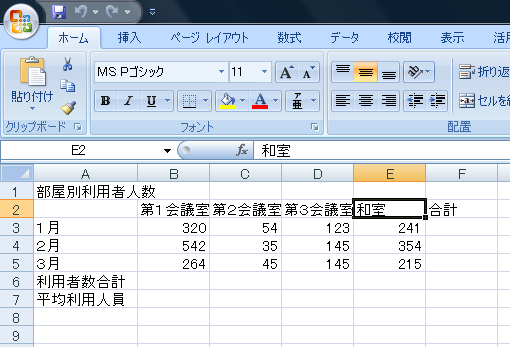 ホーム 挿入 ページ レイアウト 数式 データ 校閲 表示 活
貼り付け
MS Pゴシック 11 A A
折り返
B I U A ア亜
セルを
クリップボード フォント 配置
E2 fx 和室
A B C D E F
1 部屋別利用者人数
2 第1会議室 第2会議室 第3会議室 和室 合計
3 1月 320 54 123 241
4 2月 542 35 145 354
5 3月 264 45 145 215
6 利用者数合計
7 平均利用人員
8
9